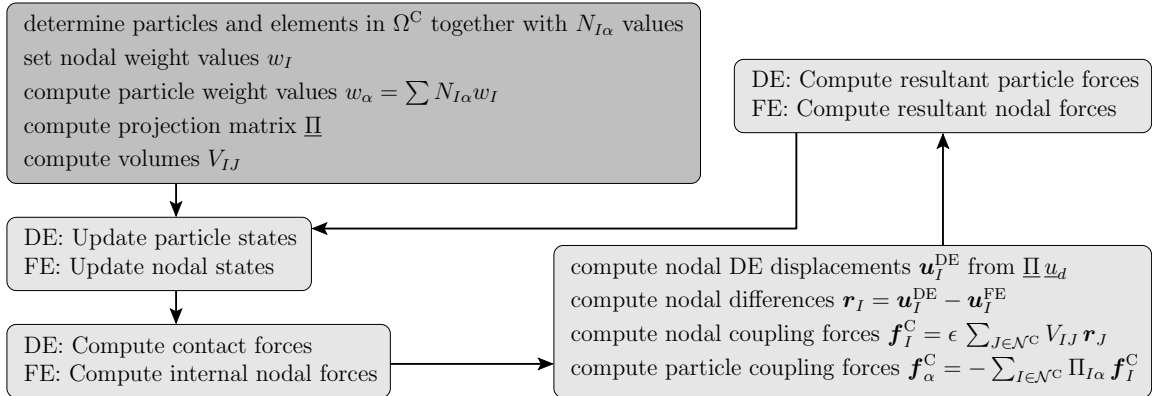 determine particles and elements in Ω^C together with N_{Iα} values
set nodal weight values w_I
compute particle weight values w_α = ∑ N_{Iα} w_I
compute projection matrix \underline{Π}
compute volumes V_{IJ}
DE: Update particle states
FE: Update nodal states
DE: Compute contact forces
FE: Compute internal nodal forces
compute nodal DE displacements u_I^{DE} from \underline{Π} \underline{u}_d
compute nodal differences r_I = u_I^{DE} − u_I^{FE}
compute nodal coupling forces f_I^C = ϵ ∑_{J∈𝒩^C} V_{IJ} r_J
compute particle coupling forces f_α^C = − ∑_{I∈𝒩^C} Π_{Iα} f_I^C
DE: Compute resultant particle forces
FE: Compute resultant nodal forces